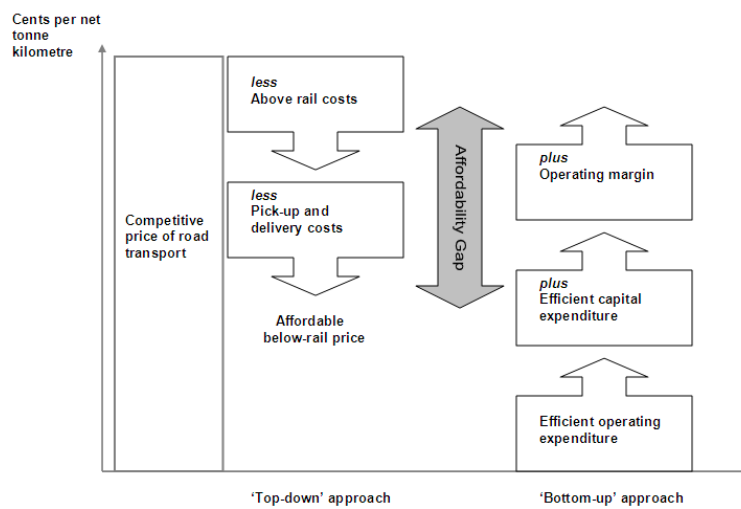 Cents per net
tonne
kilometre
less
Above rail costs
less
Pick-up and
delivery costs
Competitive
price of road
transport
Affordable
below-rail price
Affordability Gap
plus
Operating margin
plus
Efficient capital
expenditure
Efficient operating
expenditure
‘Top-down’ approach
‘Bottom-up’ approach